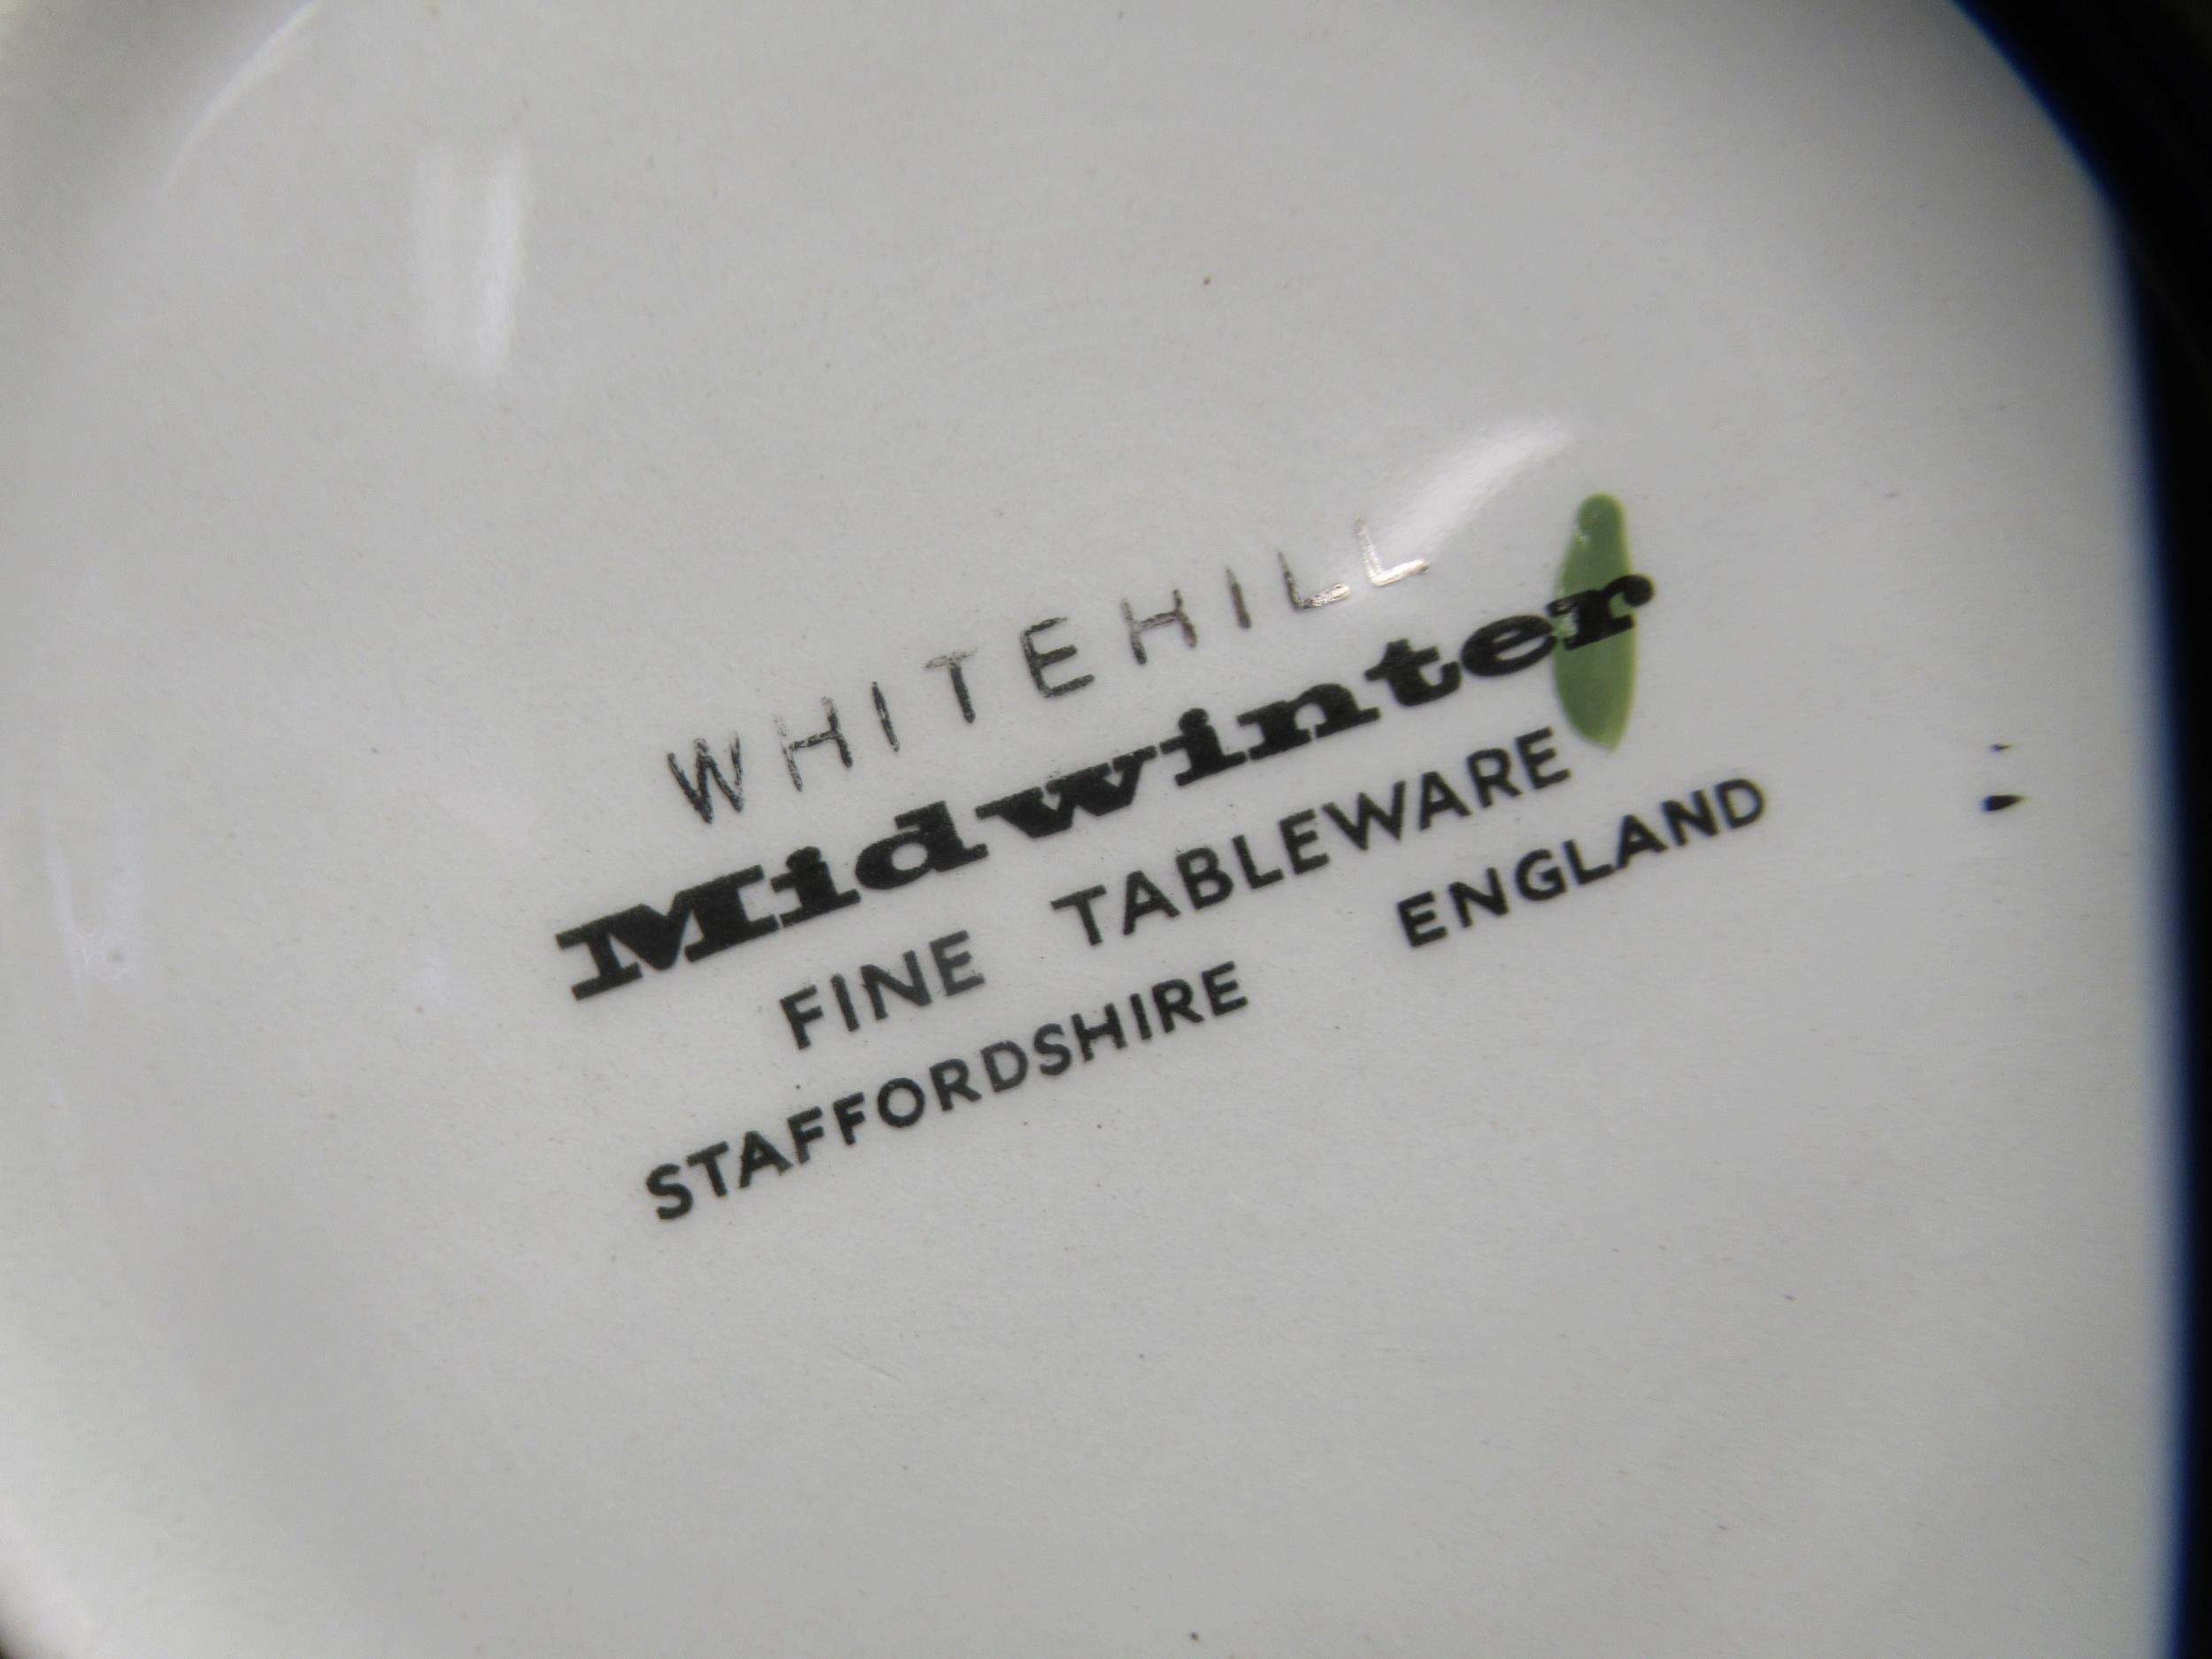 WHITEHILL
Midwinter
FINE TABLEWARE
STAFFORDSHIRE ENGLAND